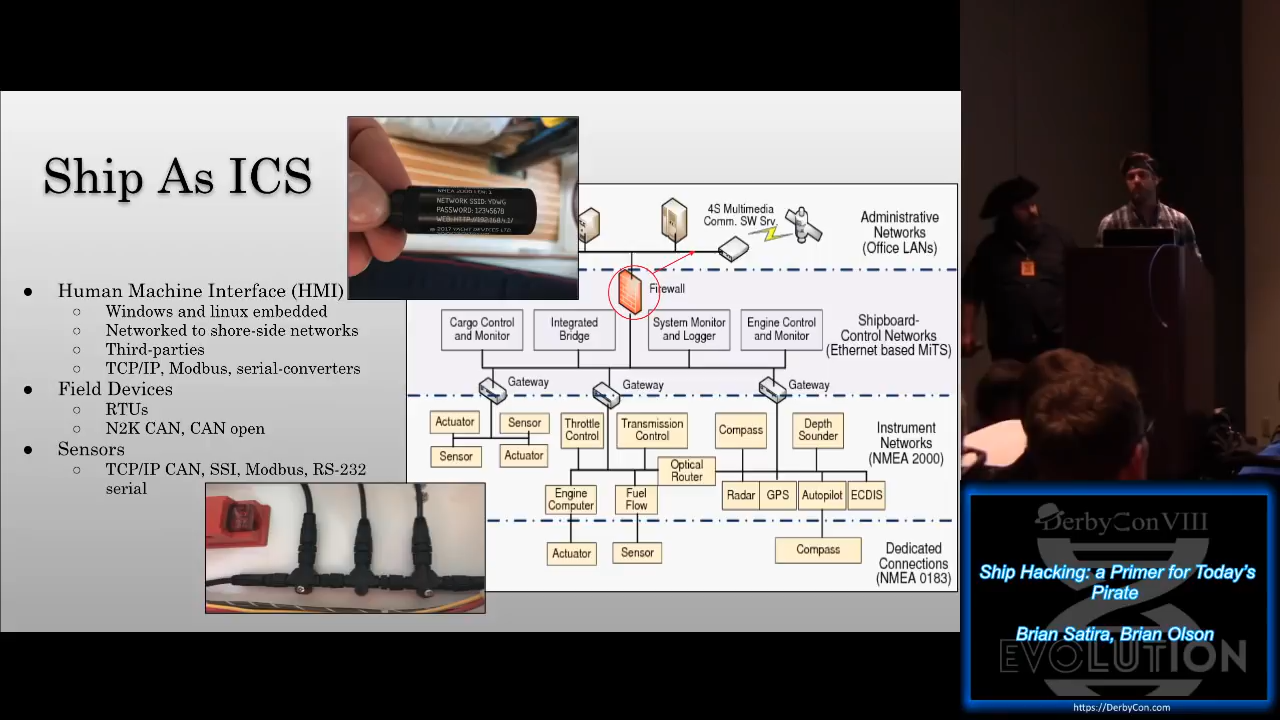 Ship As ICS
● Human Machine Interface (HMI)
○ Windows and linux embedded
○ Networked to shore-side networks
○ Third-parties
○ TCP/IP, Modbus, serial-converters
● Field Devices
○ RTUs
○ N2K CAN, CAN open
● Sensors
○ TCP/IP CAN, SSI, Modbus, RS-232
serial
NETWORK SSID: YDWG
PASSWORD: 12345678
© 2017 YACHT DEVICES LTD.
4S Multimedia
Comm. SW Srv.
Administrative
Networks
(Office LANs)
Firewall
Cargo Control
and Monitor
Integrated
Bridge
System Monitor
and Logger
Engine Control
and Monitor
Shipboard-
Control Networks
(Ethernet based MiTS)
Gateway
Gateway
Gateway
Actuator
Sensor
Sensor
Actuator
Throttle
Control
Transmission
Control
Compass
Depth
Sounder
Instrument
Networks
(NMEA 2000)
Optical
Router
Engine
Computer
Fuel
Flow
Radar
GPS
Autopilot
ECDIS
Actuator
Sensor
Compass
Dedicated
Connections
(NMEA 0183)
DerbyCon VIII
Ship Hacking: a Primer for Today's
Pirate
Brian Satira, Brian Olson
EVOLUTION
https://DerbyCon.com